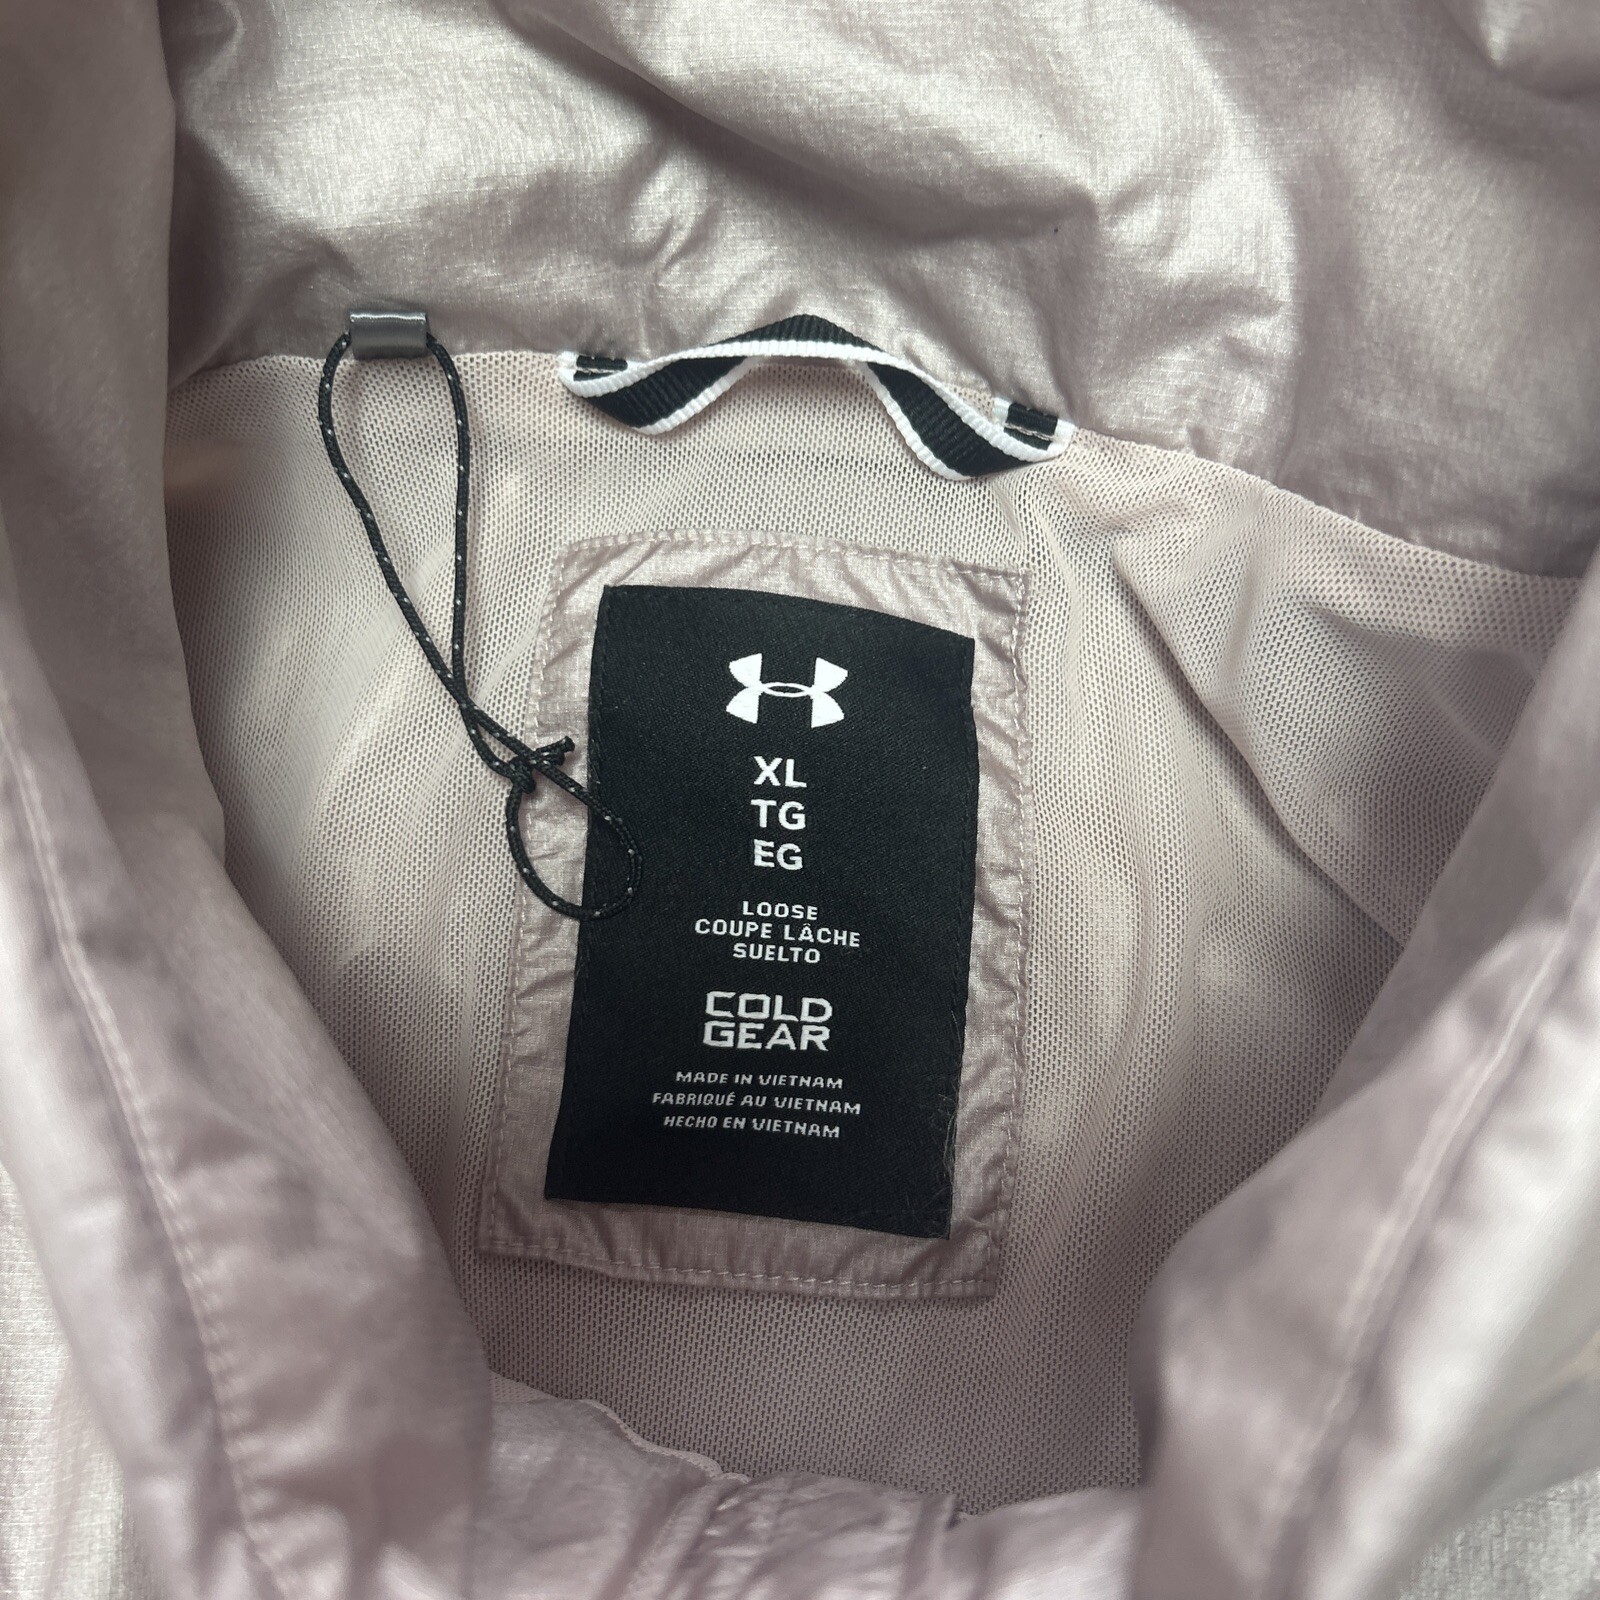 XL
TG
EG
LOOSE
COUPE LÂCHE
SUELTO
COLD
GEAR
MADE IN VIETNAM
FABRIQUÉ AU VIETNAM
HECHO EN VIETNAM